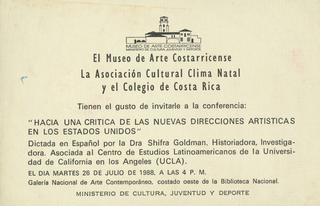 MUSEO DE ARTE COSTARRICENSE
MINISTERIO DE CULTURA, JUVENTUD Y DEPORTE
El Museo de Arte Costarricense
La Asociación Cultural Clima Natal
y el Colegio de Costa Rica
Tienen el gusto de invitarle a la conferencia:
"HACIA UNA CRITICA DE LAS NUEVAS DIRECCIONES ARTÍSTICAS
EN LOS ESTADOS UNIDOS"
Dictada en Español por la Dra Shifra Goldman. Historiadora, Investiga-
dora. Asociada al Centro de Estudios Latinoamericanos de la Universi-
dad de California en los Angeles (UCLA).
EL DIA MARTES 26 DE JULIO DE 1988, A LAS 4 P. M.
Galería Nacional de Arte Contemporáneo, costado oeste de la Biblioteca Nacional.
MINISTERIO DE CULTURA, JUVENTUD Y DEPORTE